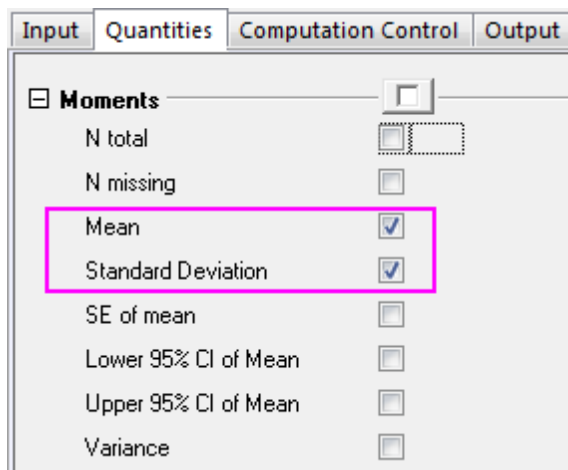 Input Quantities Computation Control Output
Moments
N total
N missing
Mean
Standard Deviation
SE of mean
Lower 95% CI of Mean
Upper 95% CI of Mean
Variance